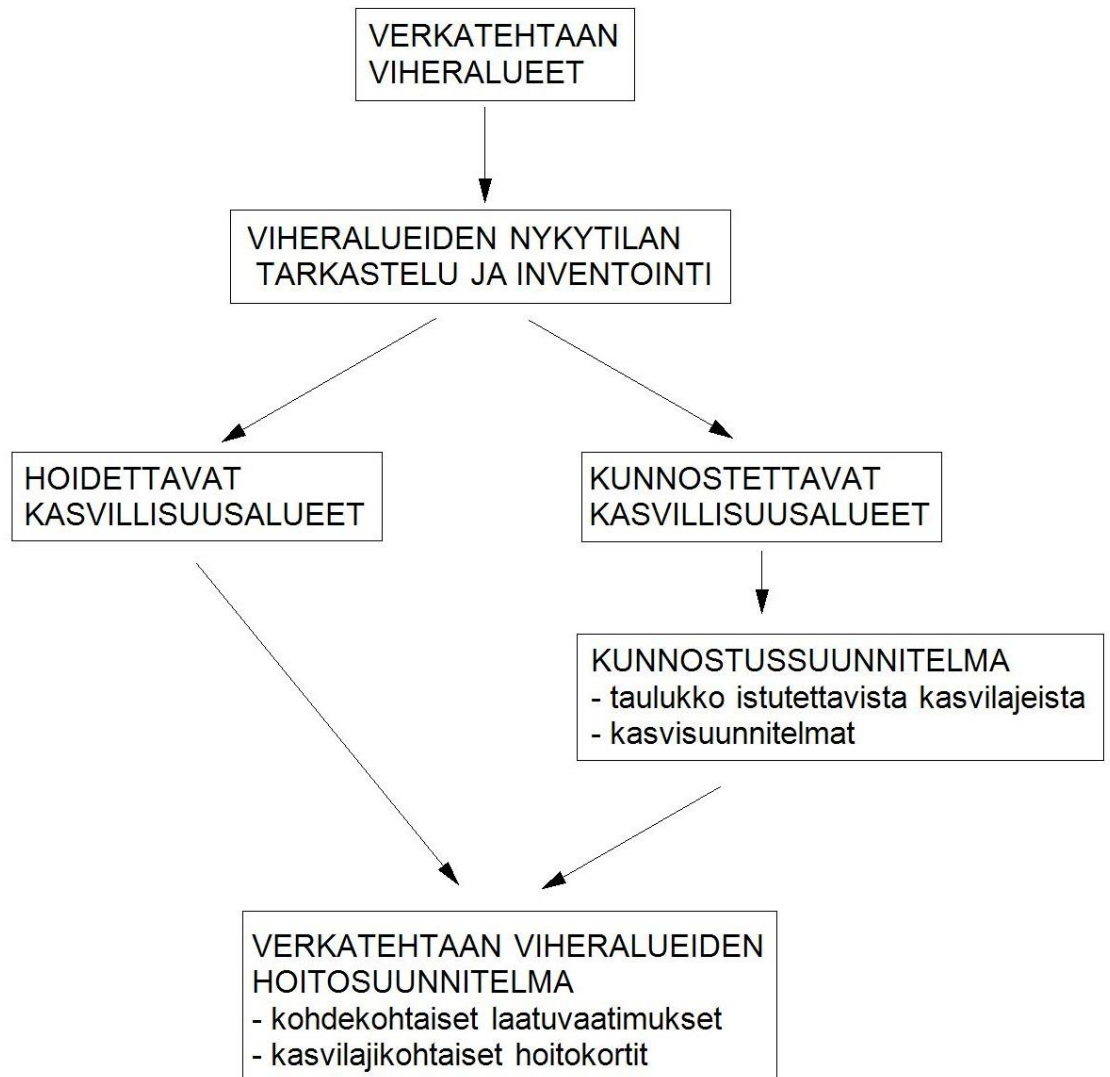 VERKATEHTAAN
VIHERALUEET
VIHERALUEIDEN NYKYTILAN
TARKASTELU JA INVENTOINTI
HOIDETTAVAT
KASVILLISUUSALUEET
KUNNOSTETTAVAT
KASVILLISUUSALUEET
KUNNOSTUSSUUNNITELMA
- taulukko istutettavista kasvilajeista
- kasvisuunnitelmat
VERKATEHTAAN VIHERALUEIDEN
HOITOSUUNNITELMA
- kohdekohtaiset laatuvaatimukset
- kasvilajikohtaiset hoitokortit